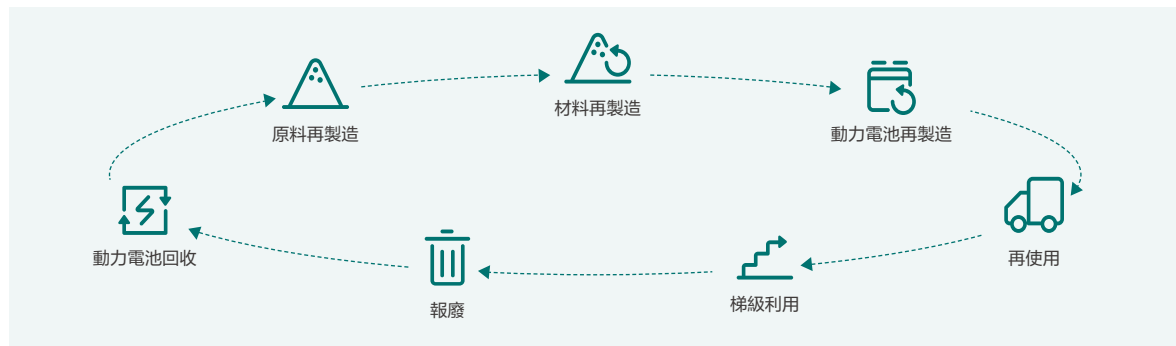 原料再製造
材料再製造
動力電池再製造
再使用
梯級利用
報廢
動力電池回收